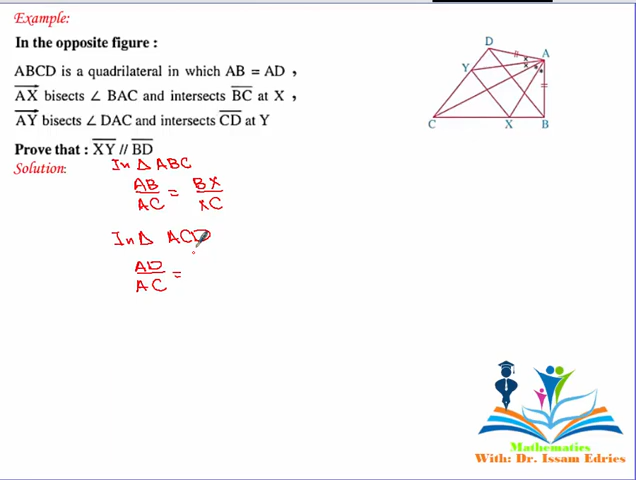 Example:
In the opposite figure :
ABCD is a quadrilateral in which AB = AD ,
AX bisects ∠ BAC and intersects BC at X ,
AY bisects ∠ DAC and intersects CD at Y
Prove that : XY // BD
Solution:
In Δ ABC
AB/AC = BX/XC
In Δ ACD
AD/AC =
D
A
Y
C
X
B
Mathematics
With: Dr. Issam Edries